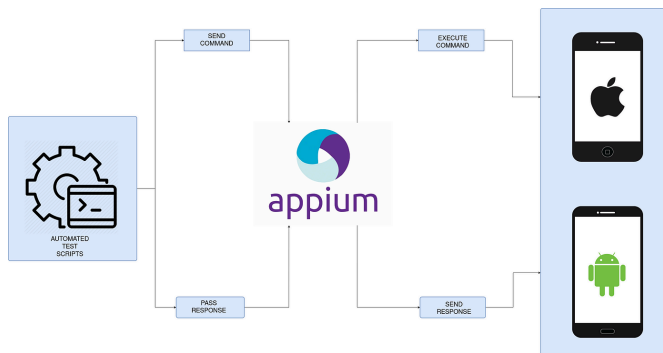 SEND
COMMAND
EXECUTE
COMMAND
appium
AUTOMATED
TEST
SCRIPTS
PASS
RESPONSE
SEND
RESPONSE